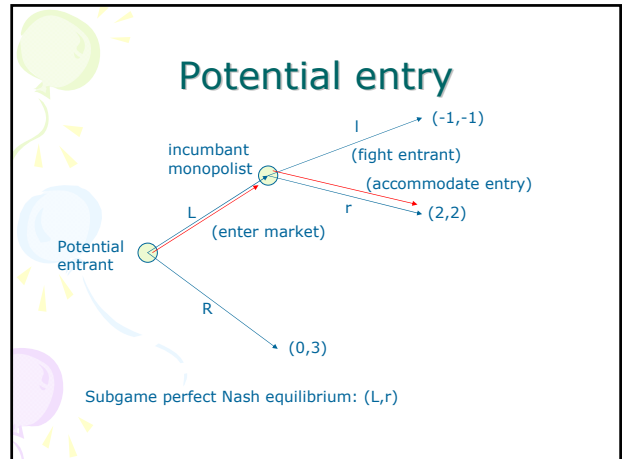 Potential entry
l
(-1,-1)
incumbant
monopolist
(fight entrant)
(accommodate entry)
r
(2,2)
L
(enter market)
Potential
entrant
R
(0,3)
Subgame perfect Nash equilibrium: (L,r)